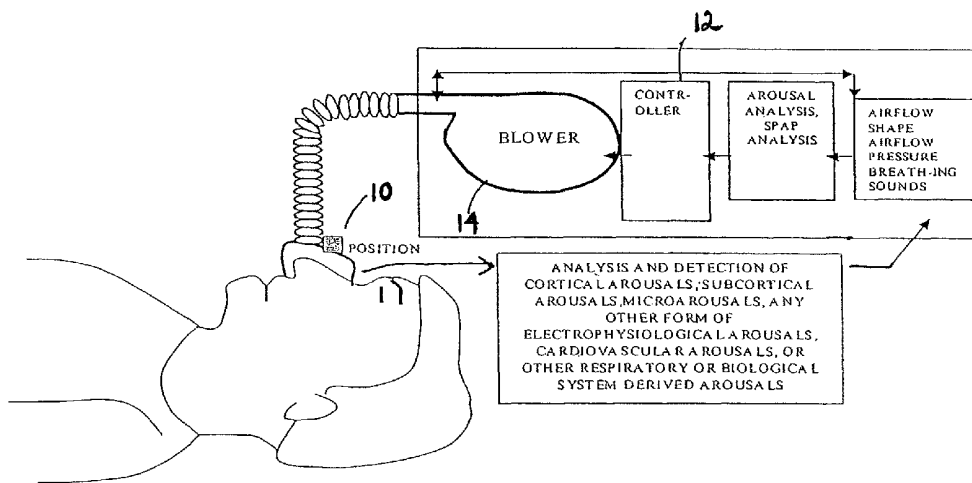 12
CONTR-
OLLER
AROUSAL
ANALYSIS,
SPAP
ANALYSIS
AIRFLOW
SHAPE
AIRFLOW
PRESSURE
BREATH-ING
SOUNDS
BLOWER
14
10
POSITION
ANALYSIS AND DETECTION OF
CORTICAL AROUSALS, SUBCORTICAL
AROUSALS, MICROAROUSALS, ANY
OTHER FORM OF
ELECTROPHYSIOLOGICAL AROUSALS,
CARDIOVASCULAR AROUSALS, OR
OTHER RESPIRATORY OR BIOLOGICAL
SYSTEM DERIVED AROUSALS